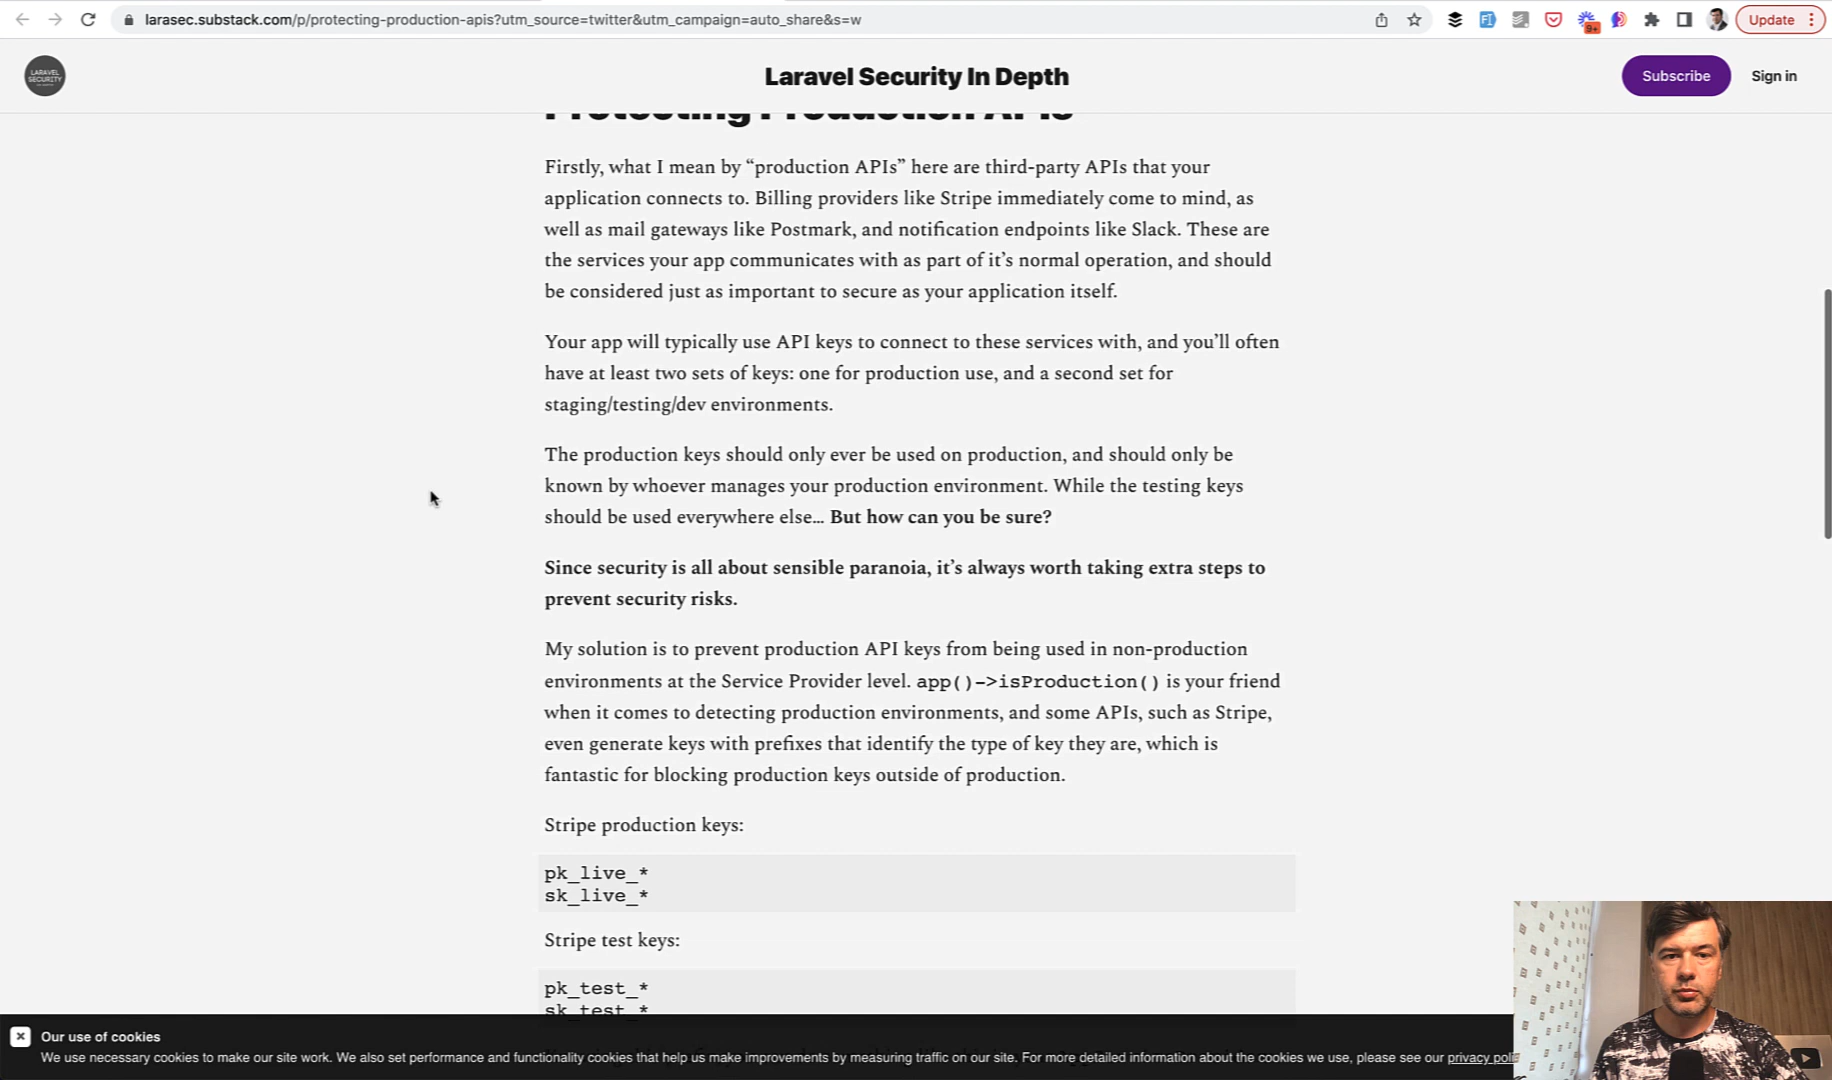 larasec.substack.com/p/protecting-production-apis?utm_source=twitter&utm_campaign=auto_share&s=w
9+
Update
LARAVEL
SECURITY
Laravel Security In Depth
Subscribe
Sign in
Protecting Production APIs
Firstly, what I mean by “production APIs” here are third-party APIs that your
application connects to. Billing providers like Stripe immediately come to mind, as
well as mail gateways like Postmark, and notification endpoints like Slack. These are
the services your app communicates with as part of it’s normal operation, and should
be considered just as important to secure as your application itself.
Your app will typically use API keys to connect to these services with, and you’ll often
have at least two sets of keys: one for production use, and a second set for
staging/testing/dev environments.
The production keys should only ever be used on production, and should only be
known by whoever manages your production environment. While the testing keys
should be used everywhere else… But how can you be sure?
Since security is all about sensible paranoia, it’s always worth taking extra steps to
prevent security risks.
My solution is to prevent production API keys from being used in non-production
environments at the Service Provider level. app()->isProduction() is your friend
when it comes to detecting production environments, and some APIs, such as Stripe,
even generate keys with prefixes that identify the type of key they are, which is
fantastic for blocking production keys outside of production.
Stripe production keys:
pk_live_*
sk_live_*
Stripe test keys:
pk_test_*
sk_test_*
Our use of cookies
We use necessary cookies to make our site work. We also set performance and functionality cookies that help us make improvements by measuring traffic on our site. For more detailed information about the cookies we use, please see our privacy poli